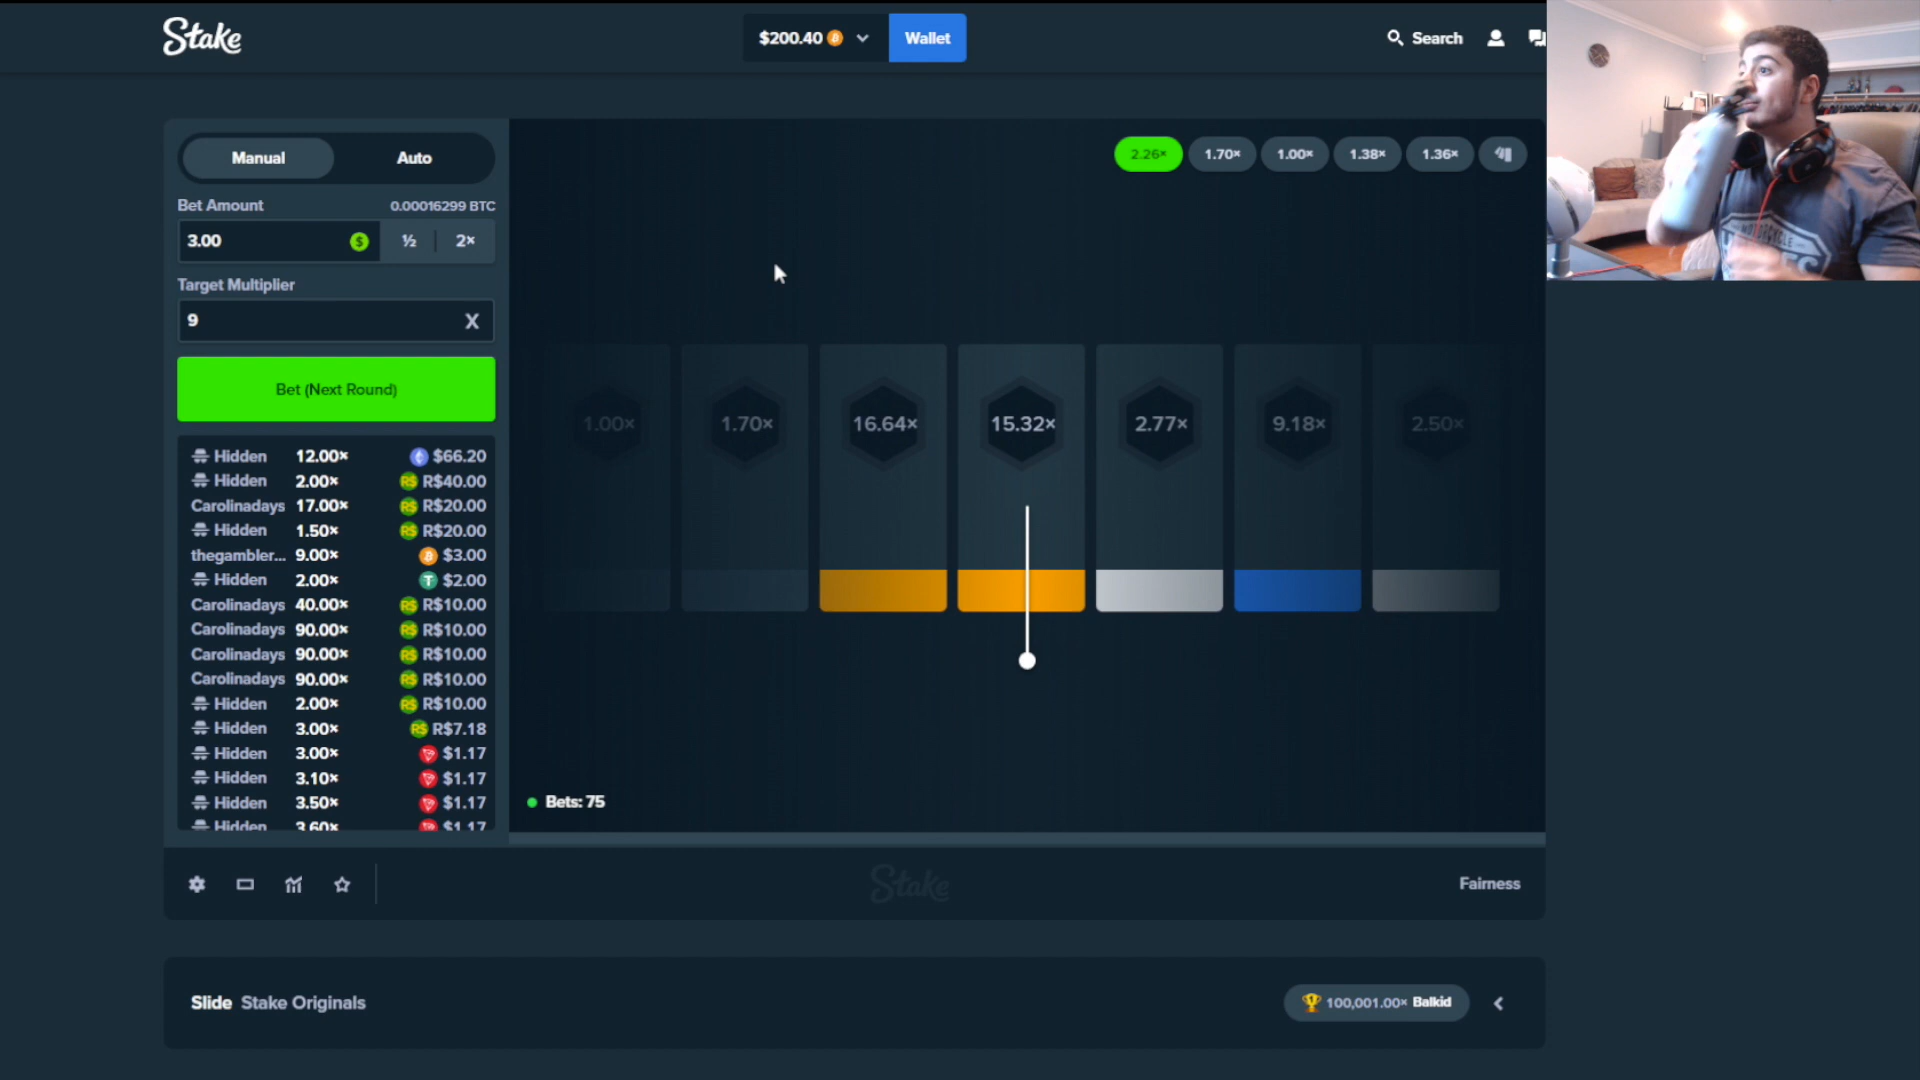 Stake
$200.40
Wallet
Search
Manual
Auto
Bet Amount
0.00016299 BTC
3.00
½
2×
Target Multiplier
9
X
Bet (Next Round)
Hidden 12.00× $66.20
Hidden 2.00× R$40.00
Carolinadays 17.00× R$20.00
Hidden 1.50× R$20.00
thegambler... 9.00× $3.00
Hidden 2.00× $2.00
Carolinadays 40.00× R$10.00
Carolinadays 90.00× R$10.00
Carolinadays 90.00× R$10.00
Carolinadays 90.00× R$10.00
Hidden 2.00× R$10.00
Hidden 3.00× R$7.18
Hidden 3.00× $1.17
Hidden 3.10× $1.17
Hidden 3.50× $1.17
Hidden 3.60× $1.17
2.26× 1.70× 1.00× 1.38× 1.36×
1.00× 1.70× 16.64× 15.32× 2.77× 9.18× 2.50×
Bets: 75
Stake
Fairness
Slide Stake Originals
100,001.00× Balkid